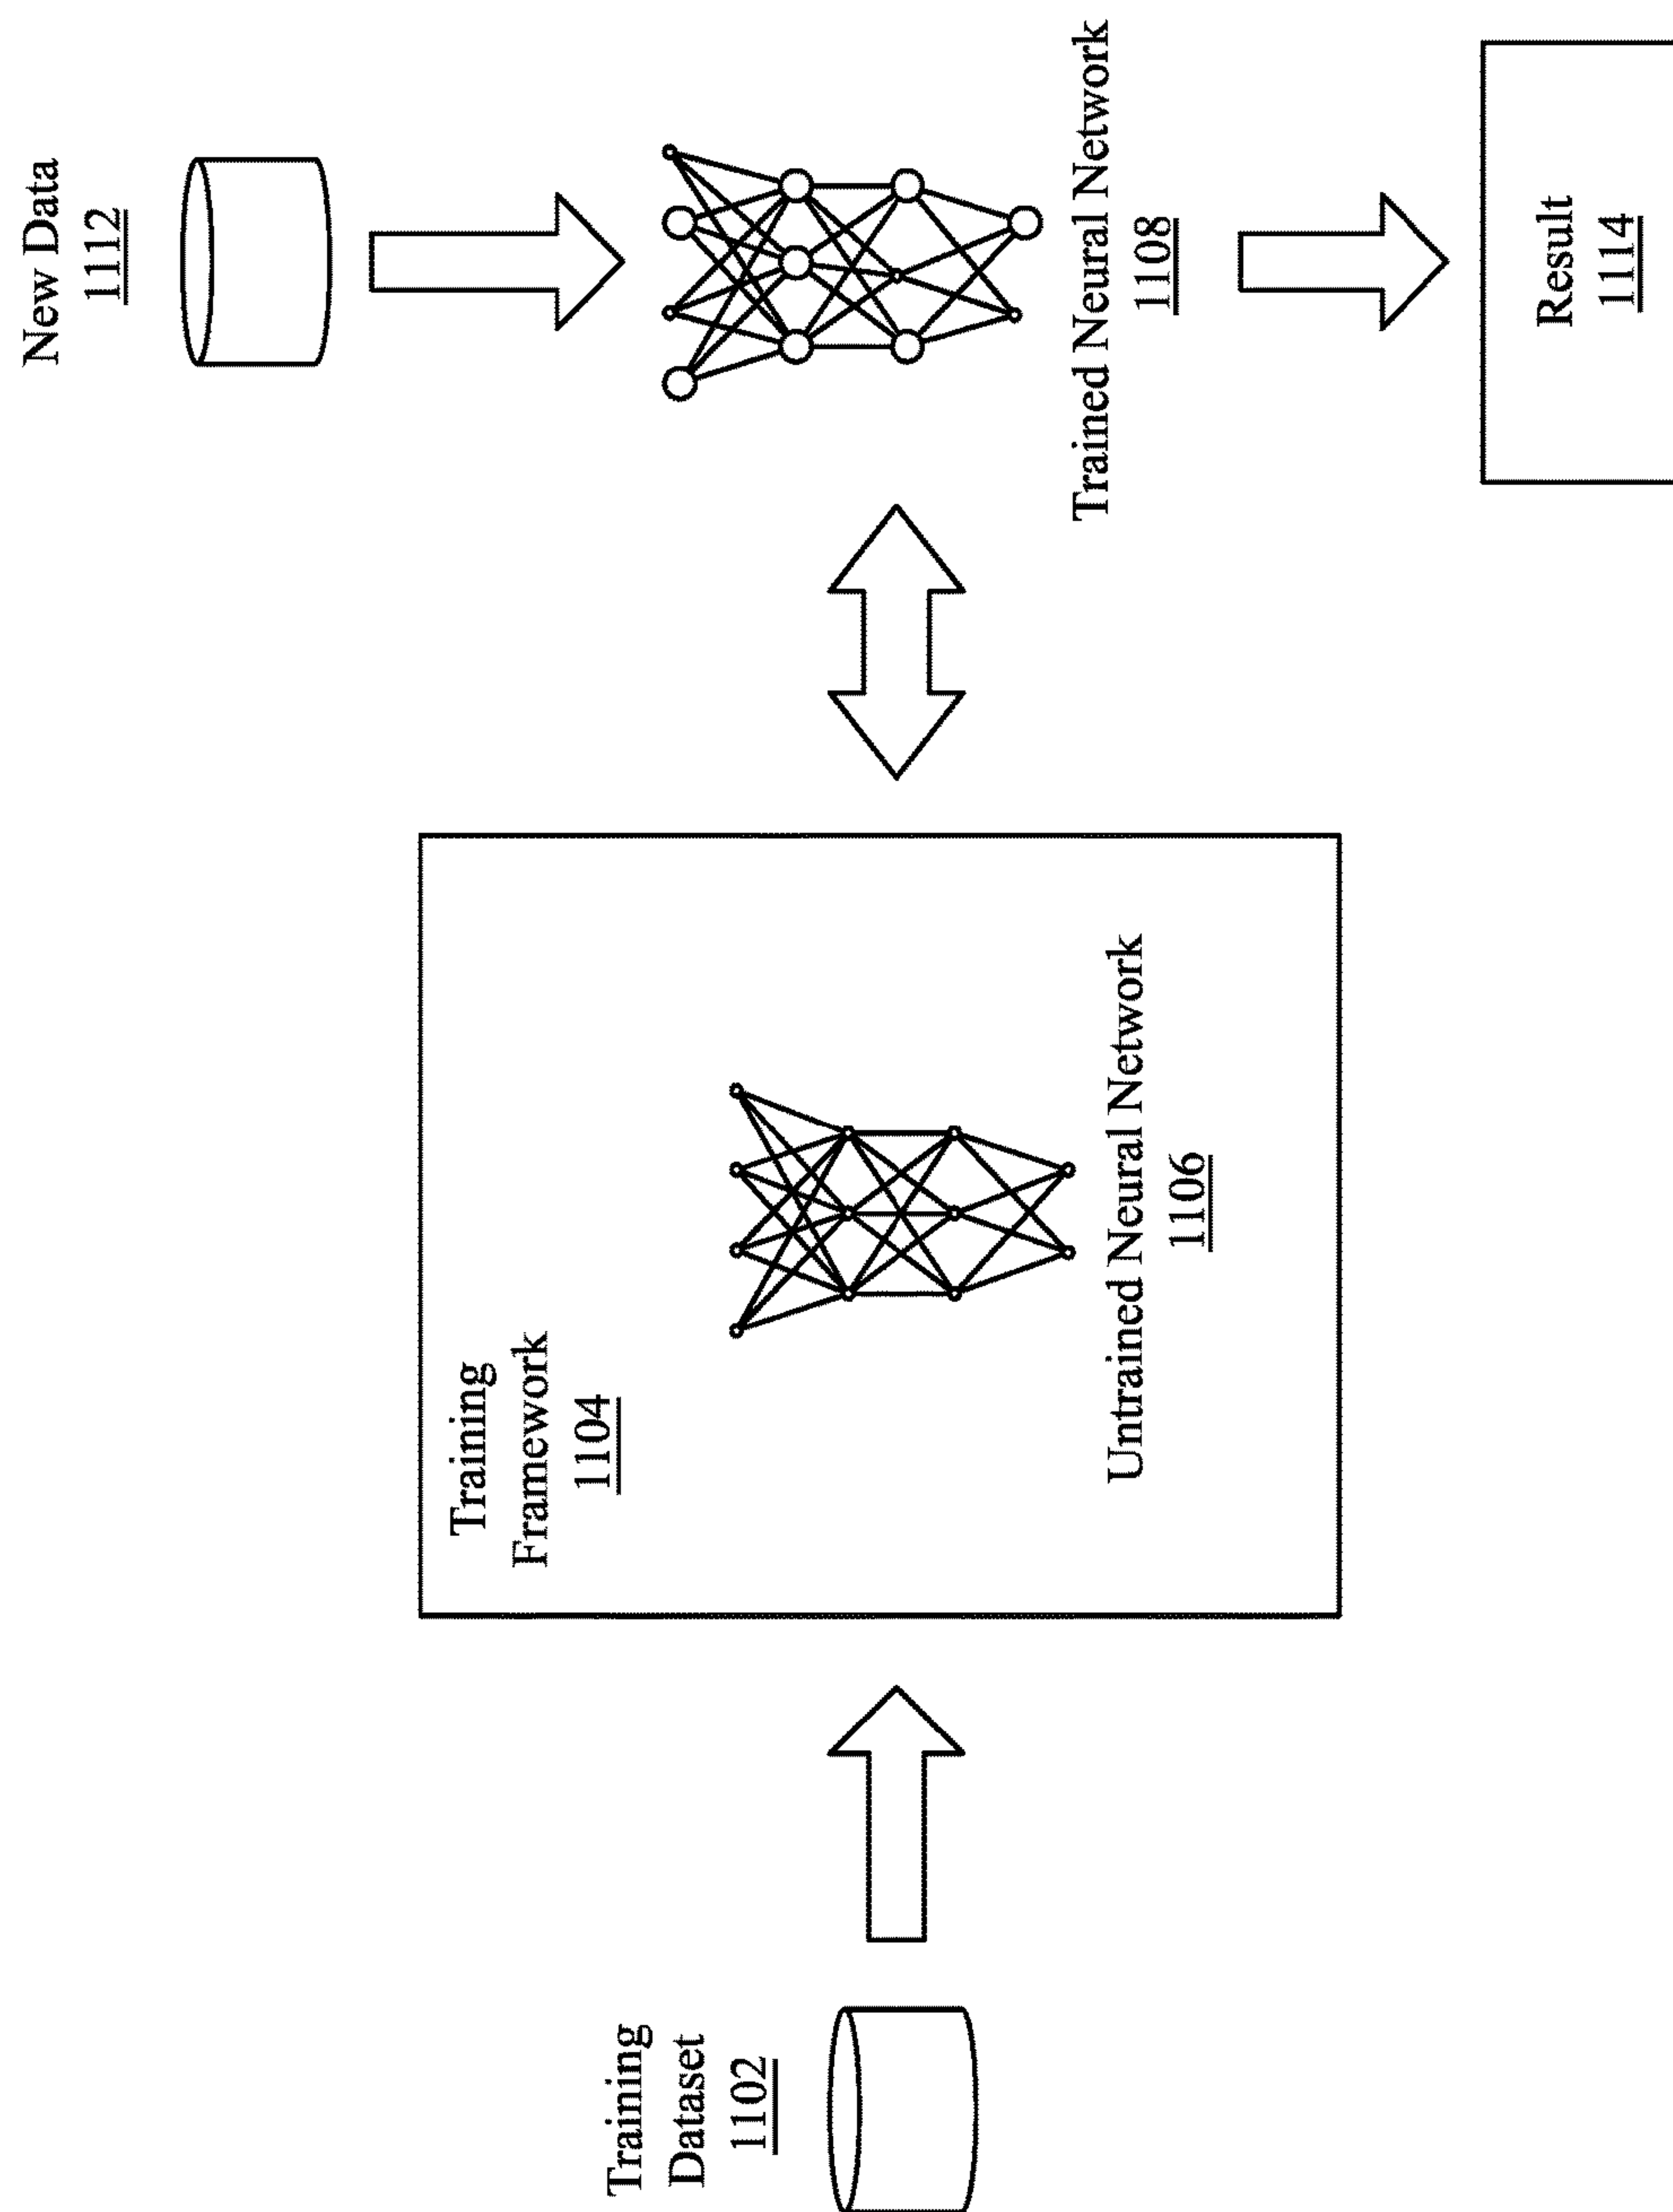 Training
Dataset
1102
Training
Framework
1104
Untrained Neural Network
1106
New Data
1112
Trained Neural Network
1108
Result
1114